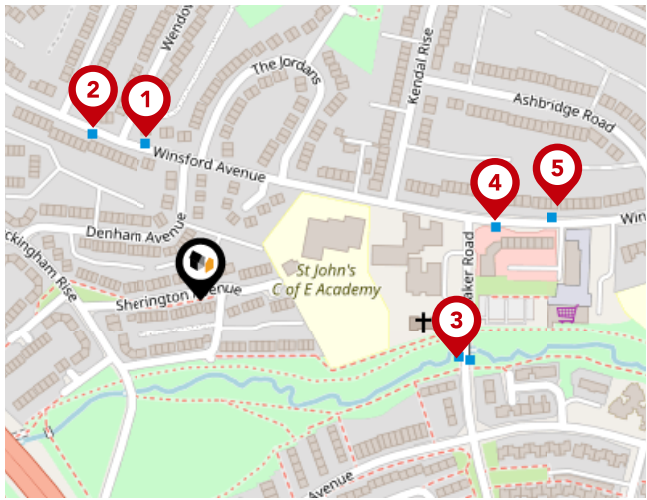 Wendov
The Jordans
Kendal Rise
Ashbridge Road
2
1
Winsford Avenue
4
5
Win
Denham Avenue
ckingham Rise
Sherington Avenue
St John's
C of E Academy
aker Road
3
Avenue